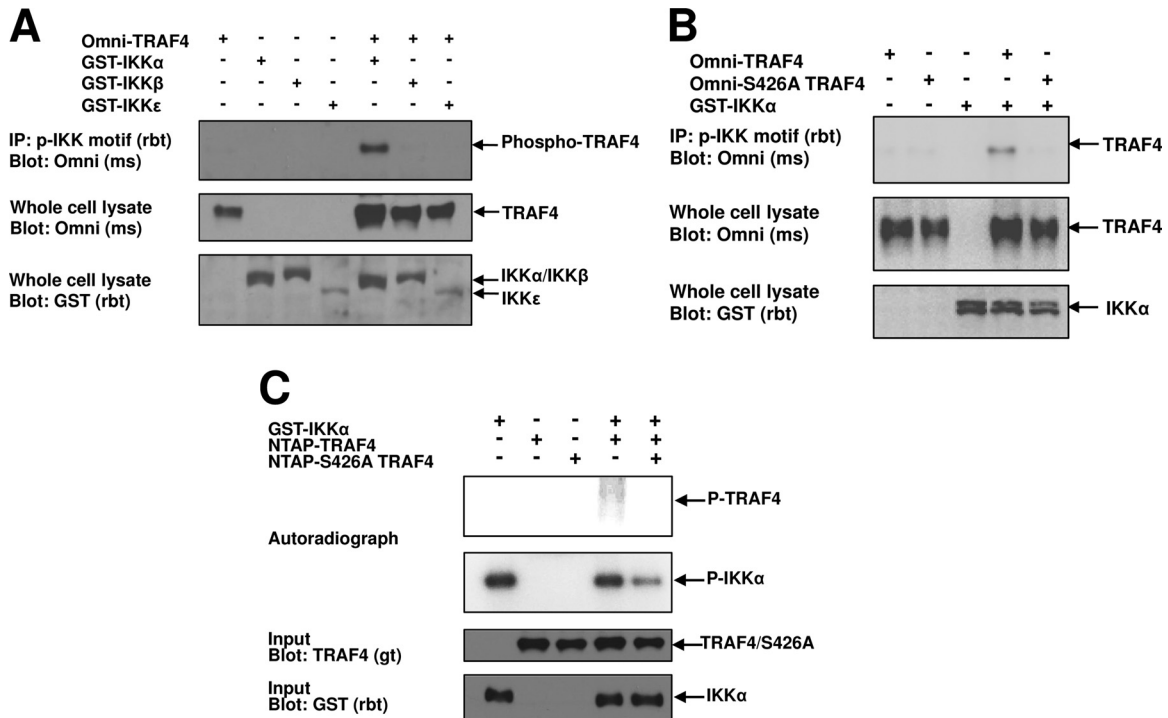 A
Omni-TRAF4 + - - - + + +
GST-IKKα - + - - + - -
GST-IKKβ - - + - - + -
GST-IKKε - - - + - - +
IP: p-IKK motif (rbt)
Blot: Omni (ms)
Phospho-TRAF4
Whole cell lysate
Blot: Omni (ms)
TRAF4
Whole cell lysate
Blot: GST (rbt)
IKKα/IKKβ
IKKε
B
Omni-TRAF4 + - - + -
Omni-S426A TRAF4 - + - - +
GST-IKKα - - + + +
IP: p-IKK motif (rbt)
Blot: Omni (ms)
TRAF4
Whole cell lysate
Blot: Omni (ms)
TRAF4
Whole cell lysate
Blot: GST (rbt)
IKKα
C
GST-IKKα + - - + +
NTAP-TRAF4 - + - + +
NTAP-S426A TRAF4 - - + - +
P-TRAF4
Autoradiograph
P-IKKα
Input
Blot: TRAF4 (gt)
TRAF4/S426A
Input
Blot: GST (rbt)
IKKα